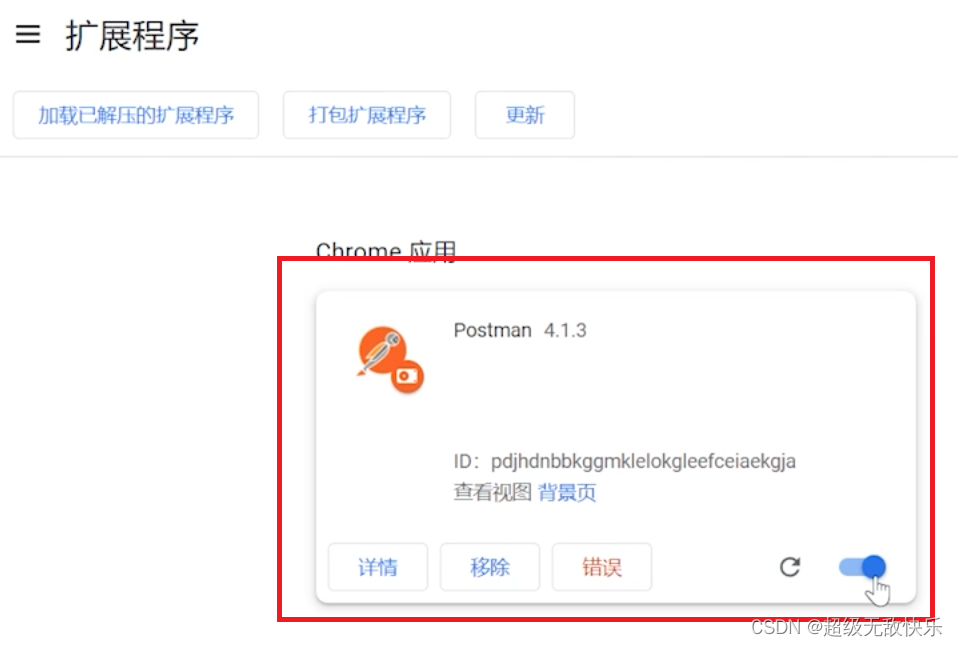 扩展程序
加载已解压的扩展程序 打包扩展程序 更新
Chrome 应用
Postman 4.1.3
ID：pdjhdnbbkggmklelokgleefceiaekgja
查看视图 背景页
详情 移除 错误
CSDN @超级无敌快乐